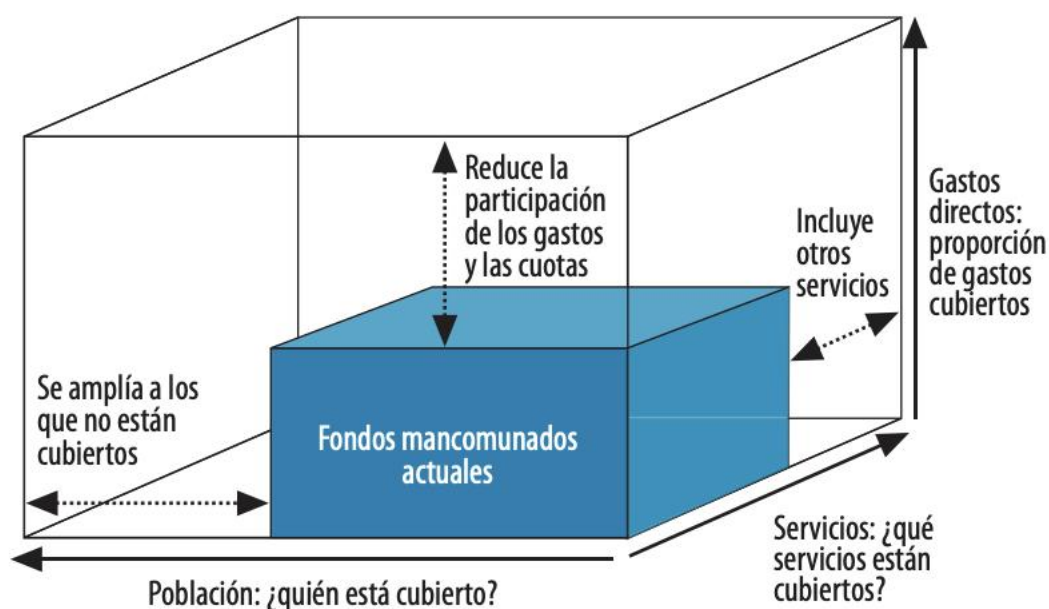 Reduce la
participación
de los gastos
y las cuotas
Incluye
otros
servicios
Gastos
directos:
proporción
de gastos
cubiertos
Se amplía a los
que no están
cubiertos
Fondos mancomunados
actuales
Servicios: ¿qué
servicios están
cubiertos?
Población: ¿quién está cubierto?